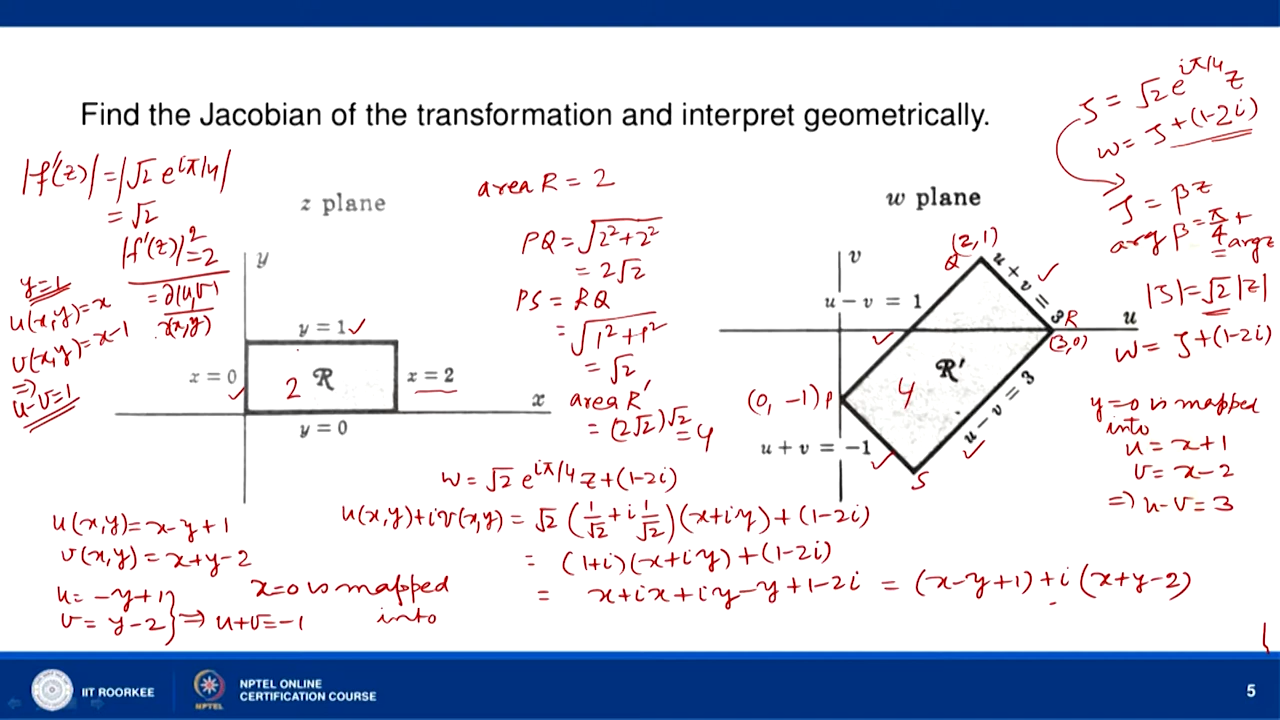 Find the Jacobian of the transformation and interpret geometrically.
|f'(z)| = |√2 e^(iπ/4)|
= √2
|f'(z)|² = 2
= ∂(u,v)/∂(x,y)
y=1
u(x,y)=x
v(x,y)=x-1
⇒
u-v=1
z plane
y
y = 1 ✓
x = 0
2 R
x = 2
x
y = 0
area R = 2
PQ = √(2²+2²)
= 2√2
PS = RQ
= √(1²+1²)
= √2
area R'
= (2√2)√2
= 4
w plane
v
(2,1)
Q
u + v = 3
u − v = 1
R
u
(3,0)
(0, -1) P
4 R'
u − v = 3
u + v = −1
S
ζ = √2 e^(iπ/4) z
w = ζ + (1-2i)
ζ = βz
arg β = π/4 +
arg z
|ζ| = √2 |z|
w = ζ + (1-2i)
y=0 is mapped
into
u = x+1
v = x-2
⇒ u-v = 3
w = √2 e^(iπ/4) z + (1-2i)
u(x,y)+iv(x,y) = √2 (1/√2 + i 1/√2)(x+iy) + (1-2i)
= (1+i)(x+iy) + (1-2i)
= x+ix+iy-y+1-2i = (x-y+1) + i(x+y-2)
u(x,y)=x-y+1
v(x,y)=x+y-2
u = -y+1
v = y-2 } ⇒ u+v=-1
x=0 is mapped
into
IIT ROORKEE
NPTEL
NPTEL ONLINE
CERTIFICATION COURSE
5